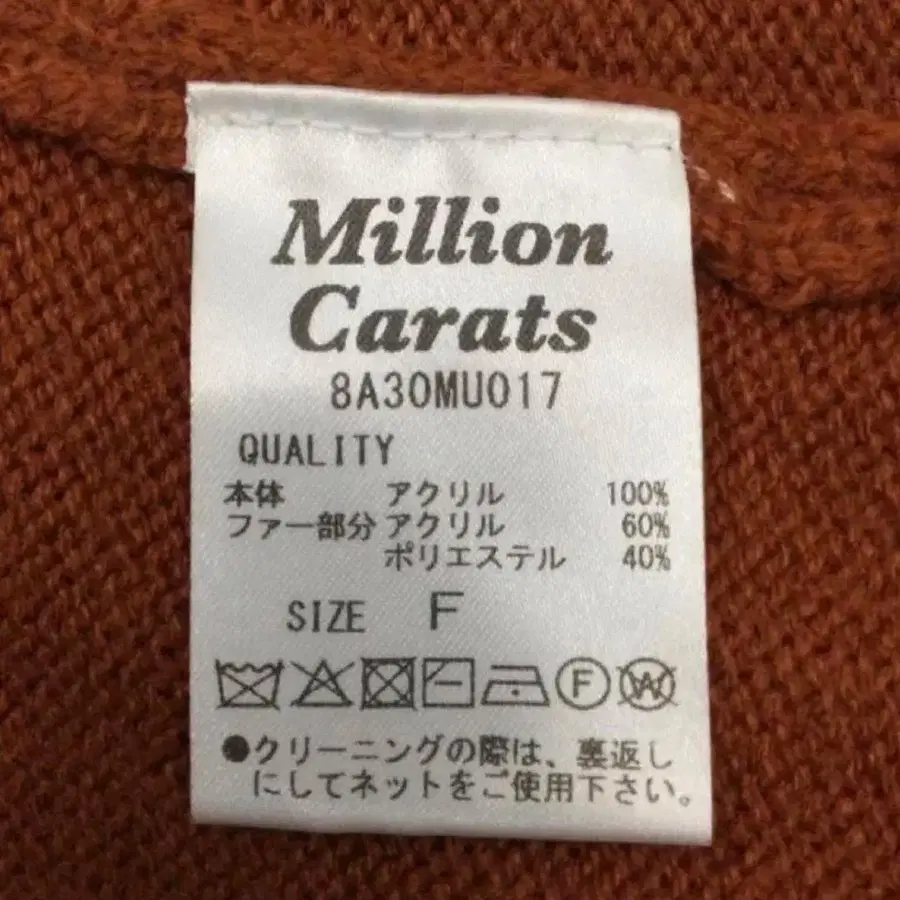 Million
Carats
8A30MU017
QUALITY
本体 アクリル 100%
ファー部分 アクリル 60%
ポリエステル 40%
SIZE F
F W
●クリーニングの際は、裏返し
にしてネットをご使用下さい。